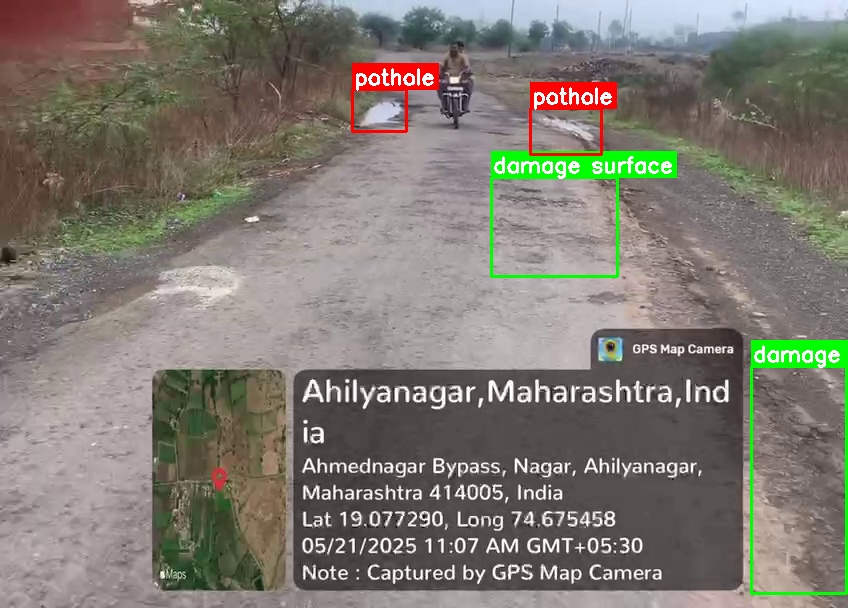 pothole
pothole
damage surface
GPS Map Camera
damage
Ahilyanagar,Maharashtra,Ind
ia
Ahmednagar Bypass, Nagar, Ahilyanagar,
Maharashtra 414005, India
Lat 19.077290, Long 74.675458
05/21/2025 11:07 AM GMT+05:30
Note : Captured by GPS Map Camera
Maps